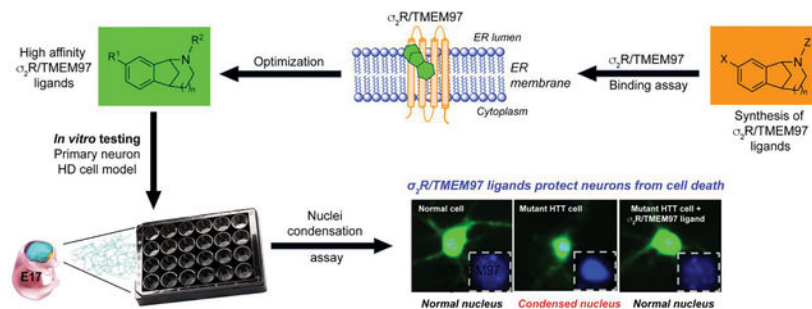 σ₂R/TMEM97
R¹
N
R²
( )n
High affinity
σ₂R/TMEM97
ligands
Optimization
ER lumen
ER
membrane
Cytoplasm
σ₂R/TMEM97
Binding assay
X
N
Z
( )n
Synthesis of
σ₂R/TMEM97
ligands
In vitro testing
Primary neuron
HD cell model
E17
Nuclei
condensation
assay
σ₂R/TMEM97 ligands protect neurons from cell death
Normal cell
Mutant HTT cell
Mutant HTT cell +
σ₂R/TMEM97 ligand
Normal nucleus
Condensed nucleus
Normal nucleus